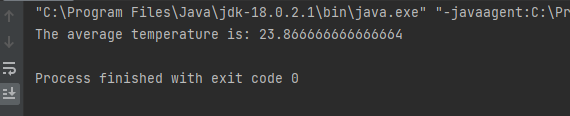 "C:\Program Files\Java\jdk-18.0.2.1\bin\java.exe" "-javaagent:C:\Pr
The average temperature is: 23.866666666666664
Process finished with exit code 0